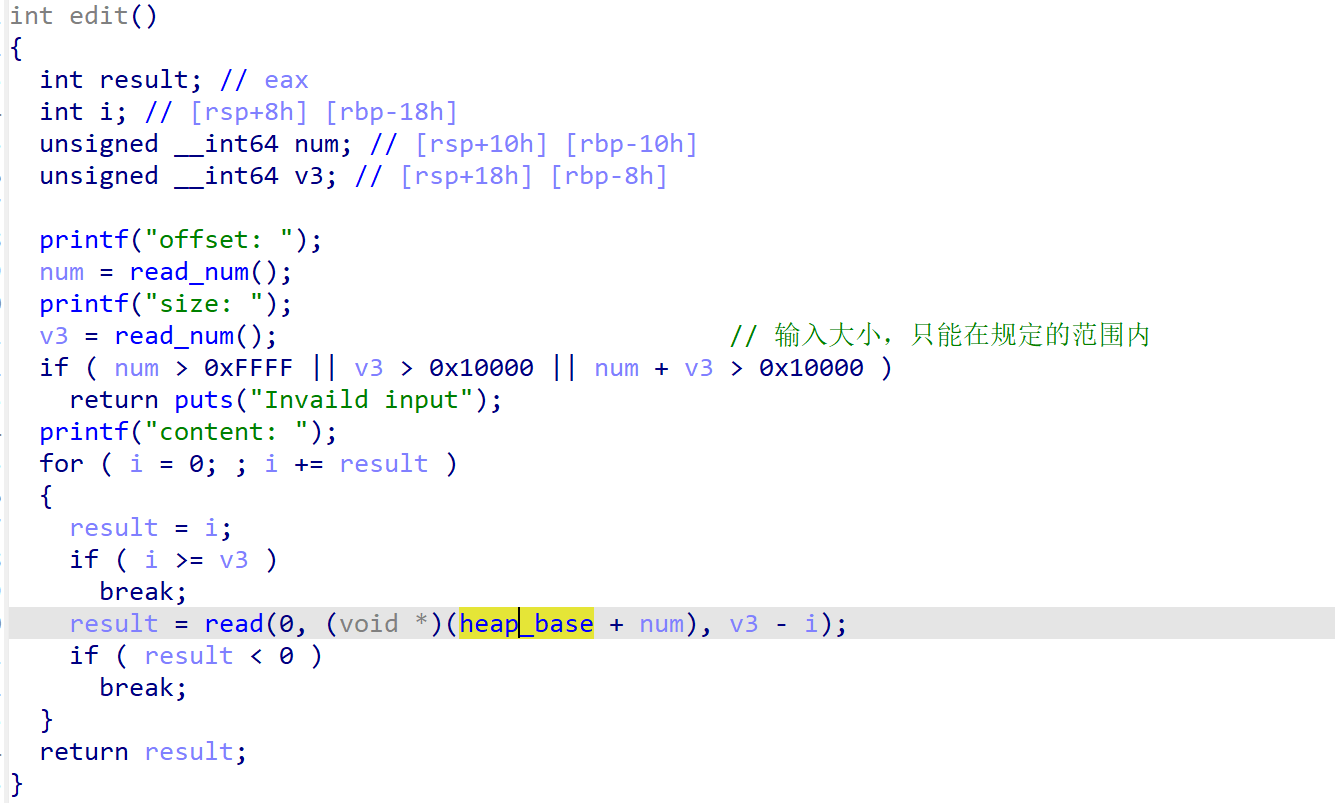 int edit()
{
  int result; // eax
  int i; // [rsp+8h] [rbp-18h]
  unsigned __int64 num; // [rsp+10h] [rbp-10h]
  unsigned __int64 v3; // [rsp+18h] [rbp-8h]

  printf("offset: ");
  num = read_num();
  printf("size: ");
  v3 = read_num();                              // 输入大小，只能在规定的范围内
  if ( num > 0xFFFF || v3 > 0x10000 || num + v3 > 0x10000 )
    return puts("Invaild input");
  printf("content: ");
  for ( i = 0; ; i += result )
  {
    result = i;
    if ( i >= v3 )
      break;
    result = read(0, (void *)(heap_base + num), v3 - i);
    if ( result < 0 )
      break;
  }
  return result;
}